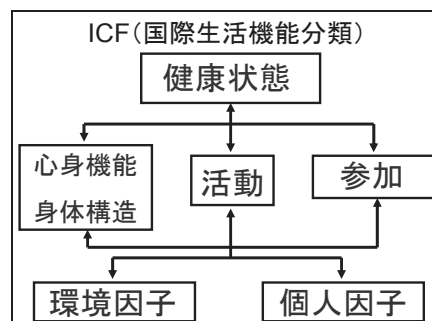 ICF(国際生活機能分類)
健康状態
心身機能
身体構造
活動
参加
環境因子
個人因子